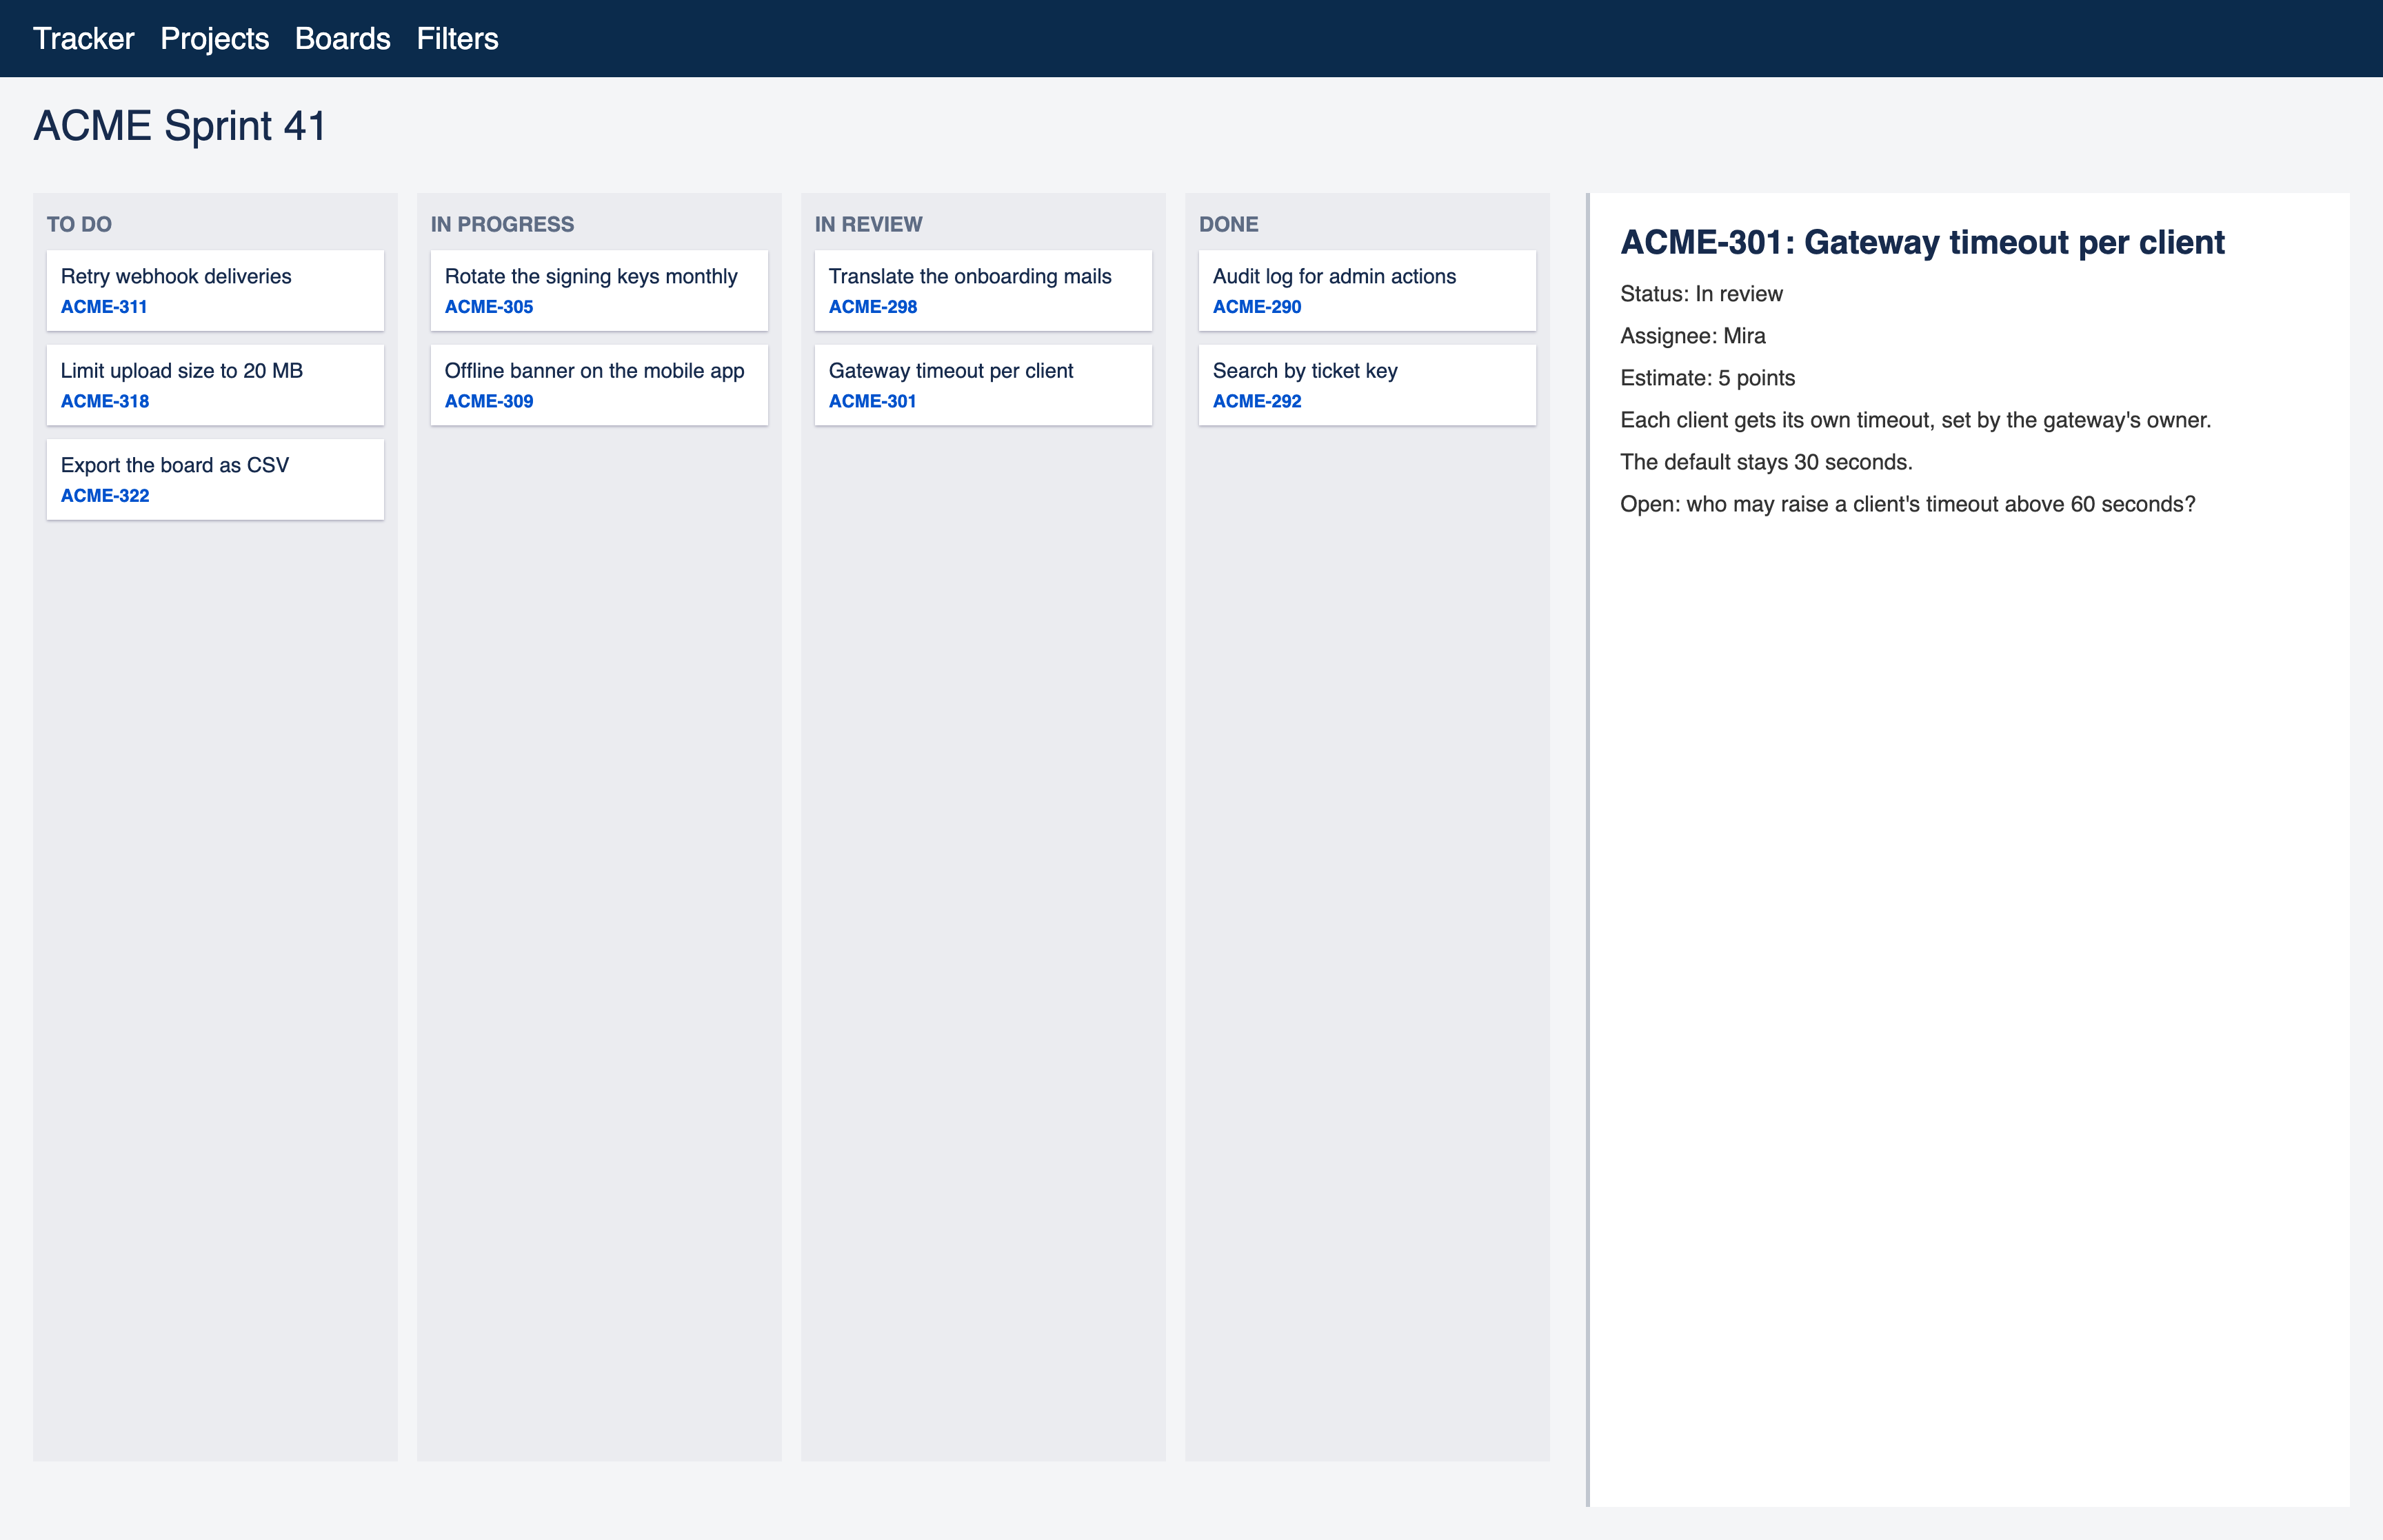 Tracker Projects Boards Filters
ACME Sprint 41
TO DO
Retry webhook deliveries
ACME-311
Limit upload size to 20 MB
ACME-318
Export the board as CSV
ACME-322
IN PROGRESS
Rotate the signing keys monthly
ACME-305
Offline banner on the mobile app
ACME-309
IN REVIEW
Translate the onboarding mails
ACME-298
Gateway timeout per client
ACME-301
DONE
Audit log for admin actions
ACME-290
Search by ticket key
ACME-292
ACME-301: Gateway timeout per client
Status: In review
Assignee: Mira
Estimate: 5 points
Each client gets its own timeout, set by the gateway's owner.
The default stays 30 seconds.
Open: who may raise a client's timeout above 60 seconds?